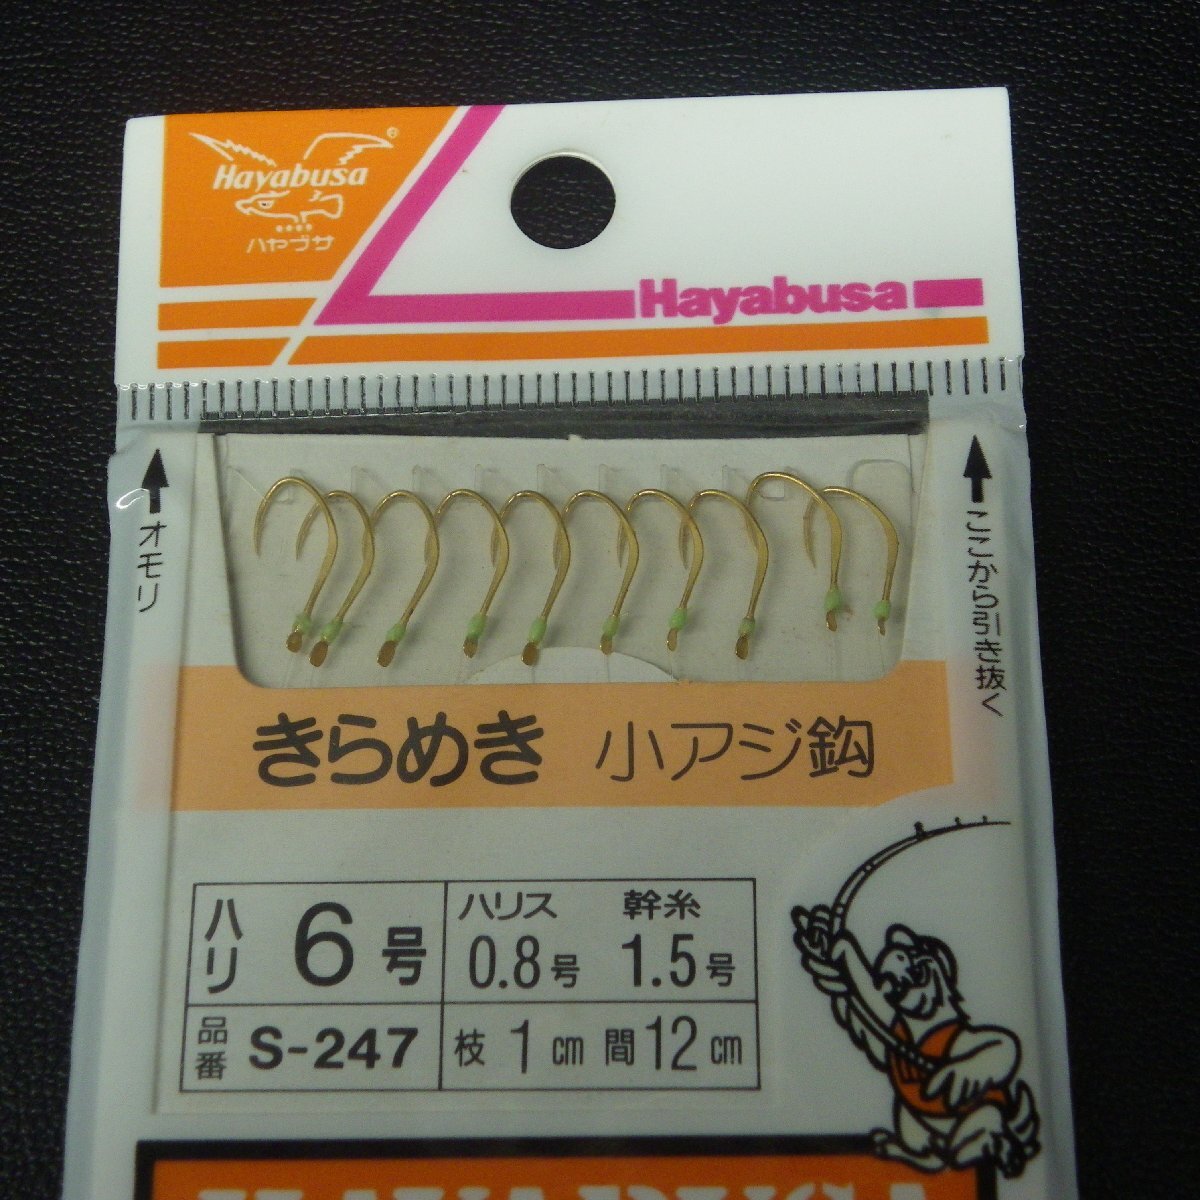 Hayabusa®
ハヤブサ
Hayabusa
オモリ
ここから引き抜く
きらめき 小アジ鈎
ハリ 6号
ハリス 0.8号
幹糸 1.5号
品番 S-247
枝 1cm 間 12cm
HAYABUSA